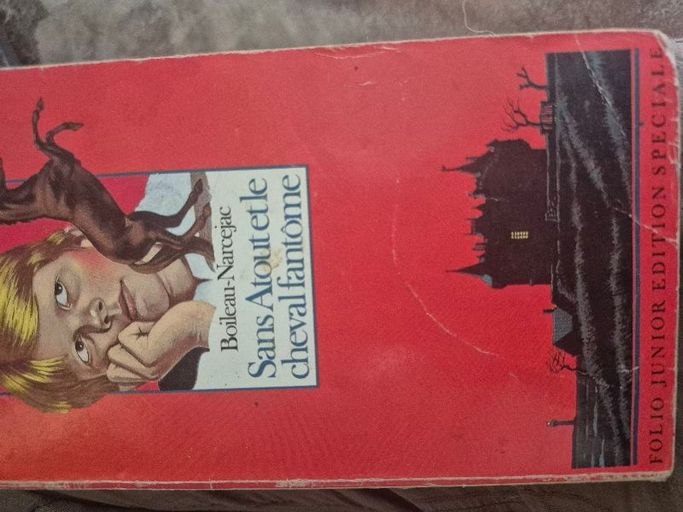 Boileau-Narcejac
Sans Atout et le
cheval fantôme
FOLIO JUNIOR EDITION SPECIALE